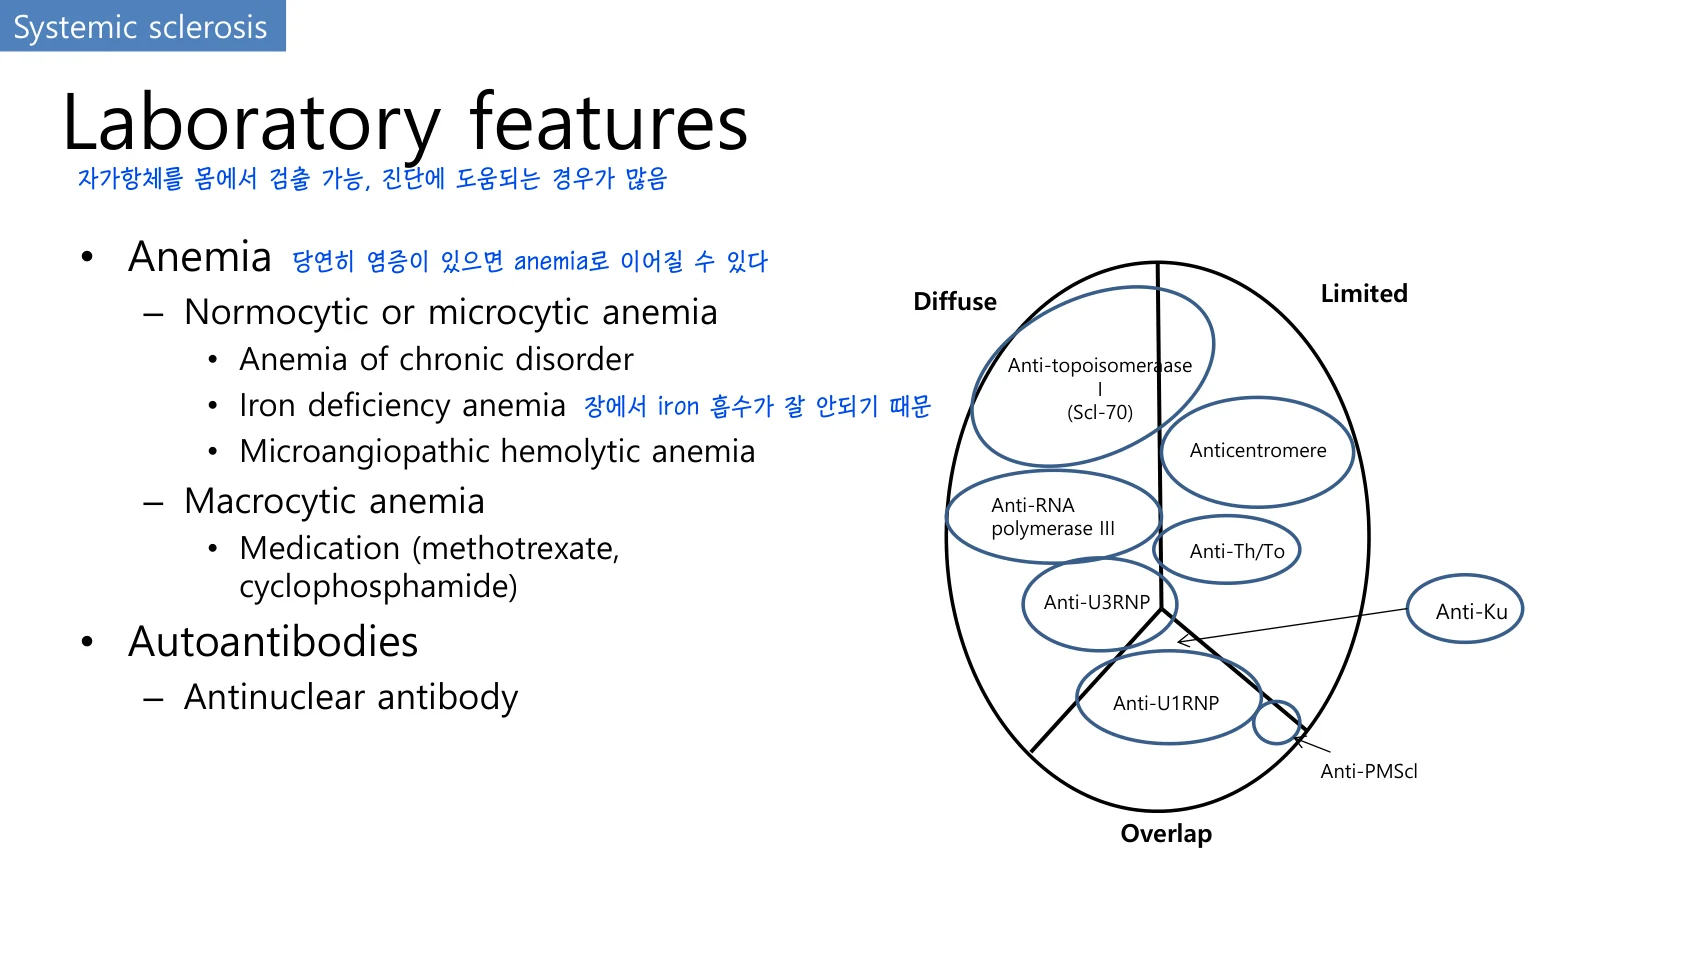 Systemic sclerosis
Laboratory features
자가항체를 몸에서 검출 가능, 진단에 도움되는 경우가 많음
• Anemia 당연히 염증이 있으면 anemia로 이어질 수 있다
– Normocytic or microcytic anemia
• Anemia of chronic disorder
• Iron deficiency anemia 장에서 iron 흡수가 잘 안되기 때문
• Microangiopathic hemolytic anemia
– Macrocytic anemia
• Medication (methotrexate,
cyclophosphamide)
• Autoantibodies
– Antinuclear antibody
Diffuse
Limited
Anti-topoisomeraase
I
(Scl-70)
Anticentromere
Anti-RNA
polymerase III
Anti-Th/To
Anti-U3RNP
Anti-Ku
Anti-U1RNP
Anti-PMScl
Overlap